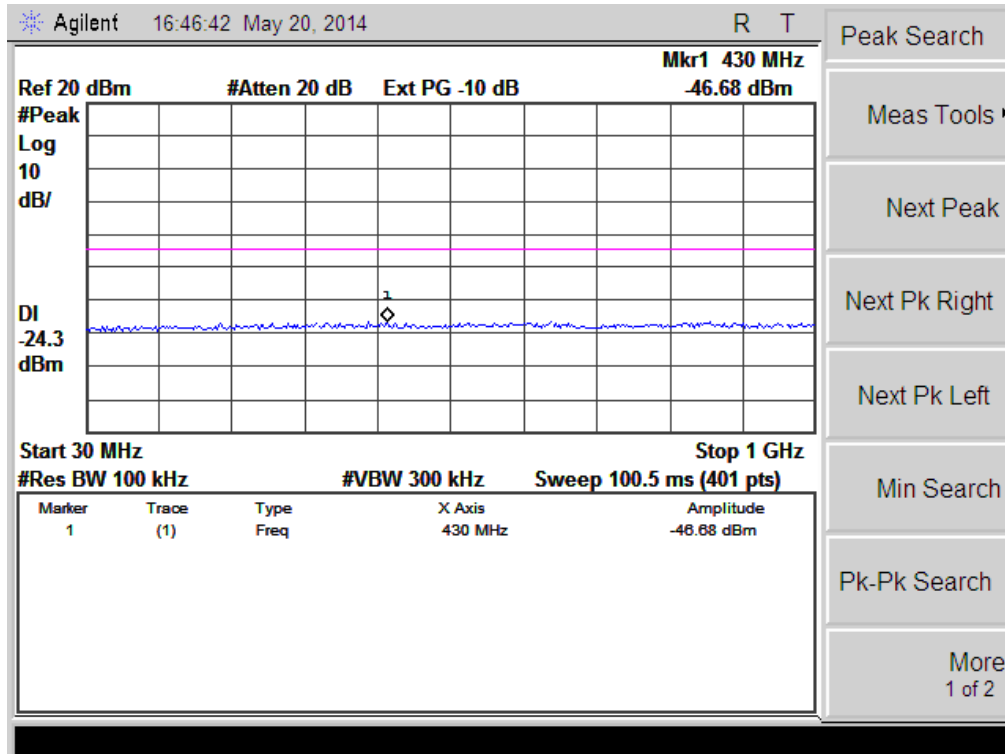 Agilent 16:46:42 May 20, 2014 R T
Mkr1 430 MHz
Ref 20 dBm #Atten 20 dB Ext PG -10 dB -46.68 dBm
#Peak
Log
10
dB/
1
DI
-24.3
dBm
Start 30 MHz Stop 1 GHz
#Res BW 100 kHz #VBW 300 kHz Sweep 100.5 ms (401 pts)
Marker Trace Type X Axis Amplitude
1 (1) Freq 430 MHz -46.68 dBm
Peak Search
Meas Tools
Next Peak
Next Pk Right
Next Pk Left
Min Search
Pk-Pk Search
More
1 of 2